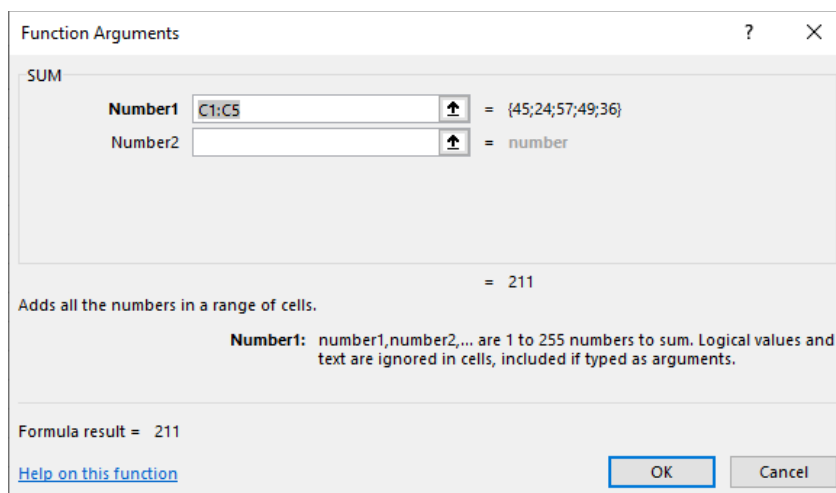 Function Arguments ? ×
SUM
Number1 C1:C5 = {45;24;57;49;36}
Number2 = number
= 211
Adds all the numbers in a range of cells.
Number1: number1,number2,... are 1 to 255 numbers to sum. Logical values and
text are ignored in cells, included if typed as arguments.
Formula result = 211
Help on this function OK Cancel